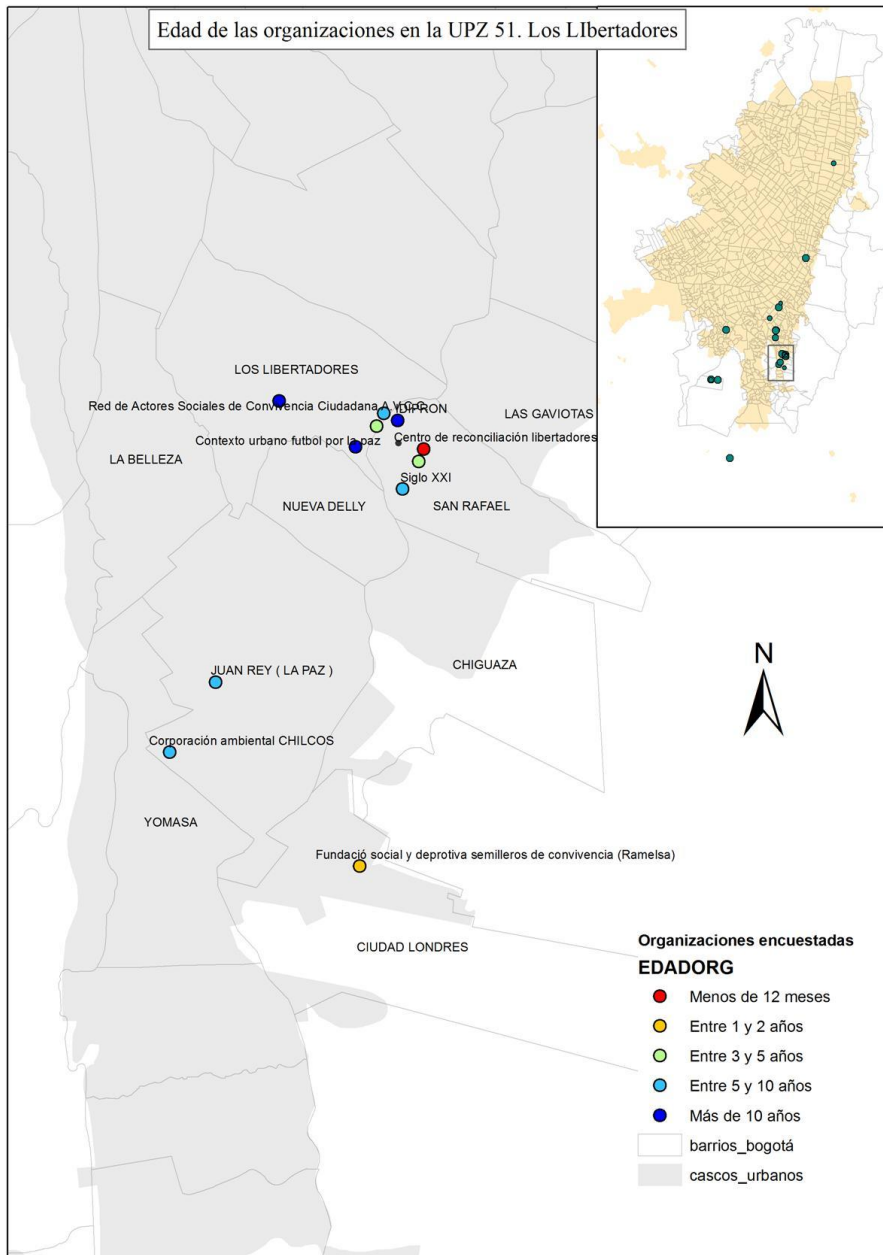 Edad de las organizaciones en la UPZ 51. Los LIbertadores
LOS LIBERTADORES
Red de Actores Sociales de Convivencia Ciudadana A.V.C.C
IDIPRON
LAS GAVIOTAS
Contexto urbano futbol por la paz
Centro de reconciliación libertadores
LA BELLEZA
Siglo XXI
NUEVA DELLY
SAN RAFAEL
CHIGUAZA
N
JUAN REY ( LA PAZ )
Corporación ambiental CHILCOS
YOMASA
Fundació social y deprotiva semilleros de convivencia (Ramelsa)
CIUDAD LONDRES
Organizaciones encuestadas
EDADORG
Menos de 12 meses
Entre 1 y 2 años
Entre 3 y 5 años
Entre 5 y 10 años
Más de 10 años
barrios_bogotá
cascos_urbanos